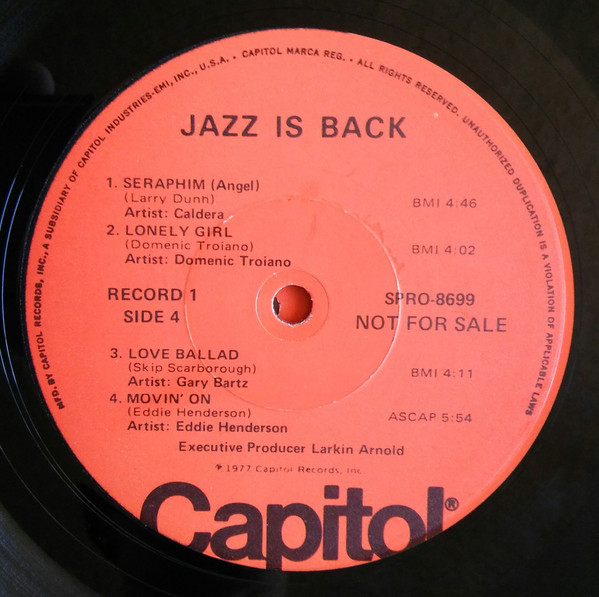 MFD. BY CAPITOL RECORDS, INC., A SUBSIDIARY OF CAPITOL INDUSTRIES-EMI, INC., U.S.A. • CAPITOL MARCA REG. • ALL RIGHTS RESERVED. UNAUTHORIZED DUPLICATION IS A VIOLATION OF APPLICABLE LAWS
JAZZ IS BACK
1. SERAPHIM (Angel)
(Larry Dunn) BMI 4:46
Artist: Caldera
2. LONELY GIRL
(Domenic Troiano) BMI 4:02
Artist: Domenic Troiano
RECORD 1 SPRO-8699
SIDE 4 NOT FOR SALE
3. LOVE BALLAD
(Skip Scarborough) BMI 4:11
Artist: Gary Bartz
4. MOVIN' ON
(Eddie Henderson) ASCAP 5:54
Artist: Eddie Henderson
Executive Producer Larkin Arnold
℗ 1977 Capitol Records, Inc.
Capitol®